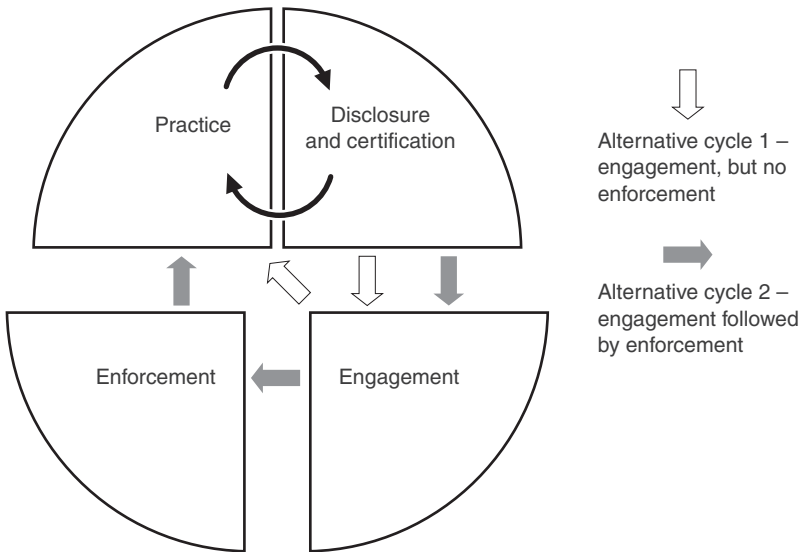 Practice
Disclosure
and certification
Enforcement
Engagement
Alternative cycle 1 –
engagement, but no
enforcement
Alternative cycle 2 –
engagement followed
by enforcement